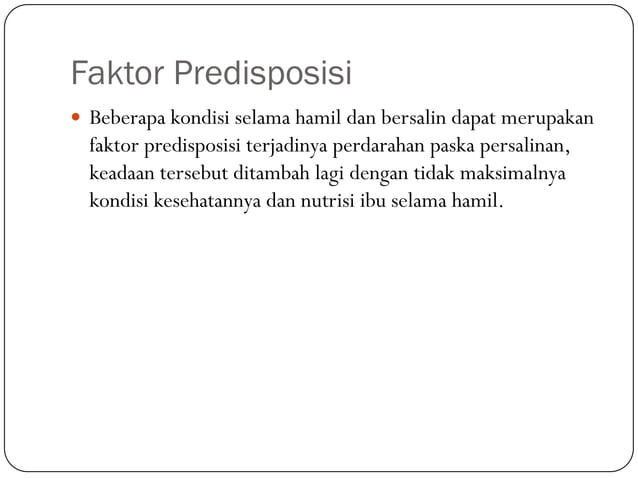 Faktor Predisposisi
• Beberapa kondisi selama hamil dan bersalin dapat merupakan
faktor predisposisi terjadinya perdarahan paska persalinan,
keadaan tersebut ditambah lagi dengan tidak maksimalnya
kondisi kesehatannya dan nutrisi ibu selama hamil.